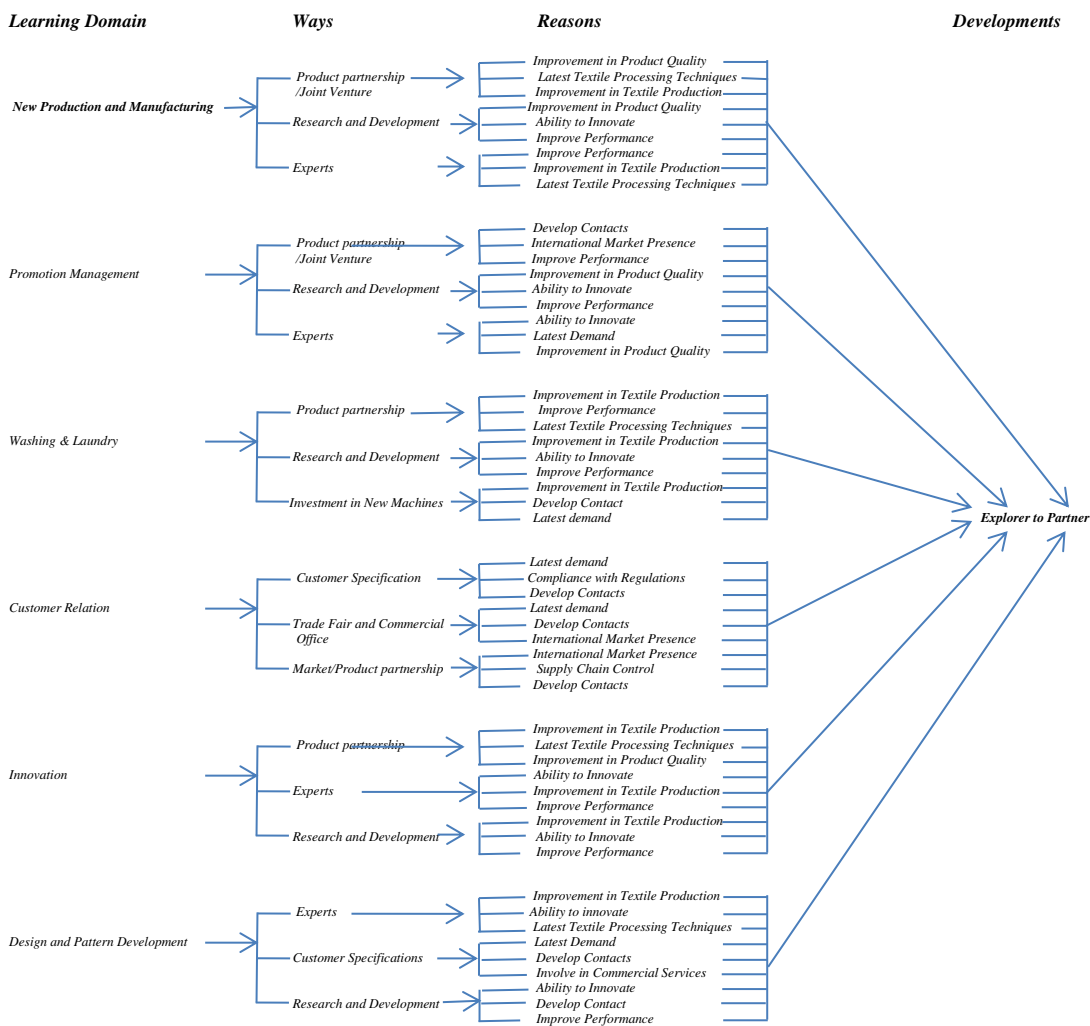 Learning Domain Ways Reasons Developments
New Production and Manufacturing
Product partnership
/Joint Venture
Improvement in Product Quality
Latest Textile Processing Techniques
Improvement in Textile Production
Research and Development
Improvement in Product Quality
Ability to Innovate
Improve Performance
Experts
Improve Performance
Improvement in Textile Production
Latest Textile Processing Techniques
Promotion Management
Product partnership
/Joint Venture
Develop Contacts
International Market Presence
Improve Performance
Research and Development
Improvement in Product Quality
Ability to Innovate
Improve Performance
Experts
Ability to Innovate
Latest Demand
Improvement in Product Quality
Washing & Laundry
Product partnership
Improvement in Textile Production
Improve Performance
Latest Textile Processing Techniques
Research and Development
Improvement in Textile Production
Ability to Innovate
Improve Performance
Investment in New Machines
Improvement in Textile Production
Develop Contact
Latest demand
Explorer to Partner
Customer Relation
Customer Specification
Latest demand
Compliance with Regulations
Develop Contacts
Trade Fair and Commercial
Office
Latest demand
Develop Contacts
International Market Presence
Market/Product partnership
International Market Presence
Supply Chain Control
Develop Contacts
Innovation
Product partnership
Improvement in Textile Production
Latest Textile Processing Techniques
Improvement in Product Quality
Experts
Ability to Innovate
Improvement in Textile Production
Improve Performance
Research and Development
Improvement in Textile Production
Ability to Innovate
Improve Performance
Design and Pattern Development
Experts
Improvement in Textile Production
Ability to innovate
Latest Textile Processing Techniques
Customer Specifications
Latest Demand
Develop Contacts
Involve in Commercial Services
Research and Development
Ability to Innovate
Develop Contact
Improve Performance